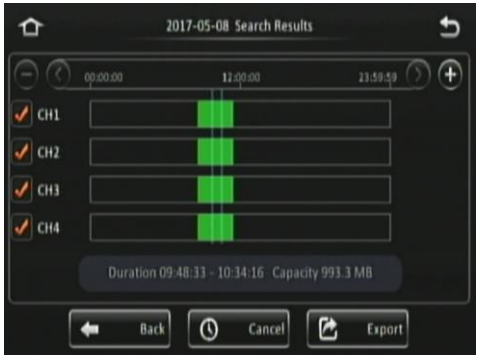 2017-05-08 Search Results
00:00:00 12:00:00 23:59:59
CH1
CH2
CH3
CH4
Duration 09:48:33 - 10:34:16 Capacity 993.3 MB
Back Cancel Export